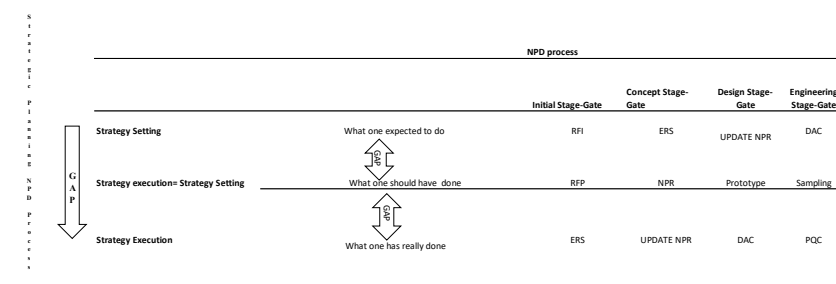 Strategic Planning NPD Process
NPD process
Initial Stage-Gate
Concept Stage-
Gate
Design Stage-
Gate
Engineering
Stage-Gate
GAP
Strategy Setting
What one expected to do
RFI
ERS
UPDATE NPR
DAC
GAP
Strategy execution= Strategy Setting
What one should have done
RFP
NPR
Prototype
Sampling
GAP
Strategy Execution
What one has really done
ERS
UPDATE NPR
DAC
PQC